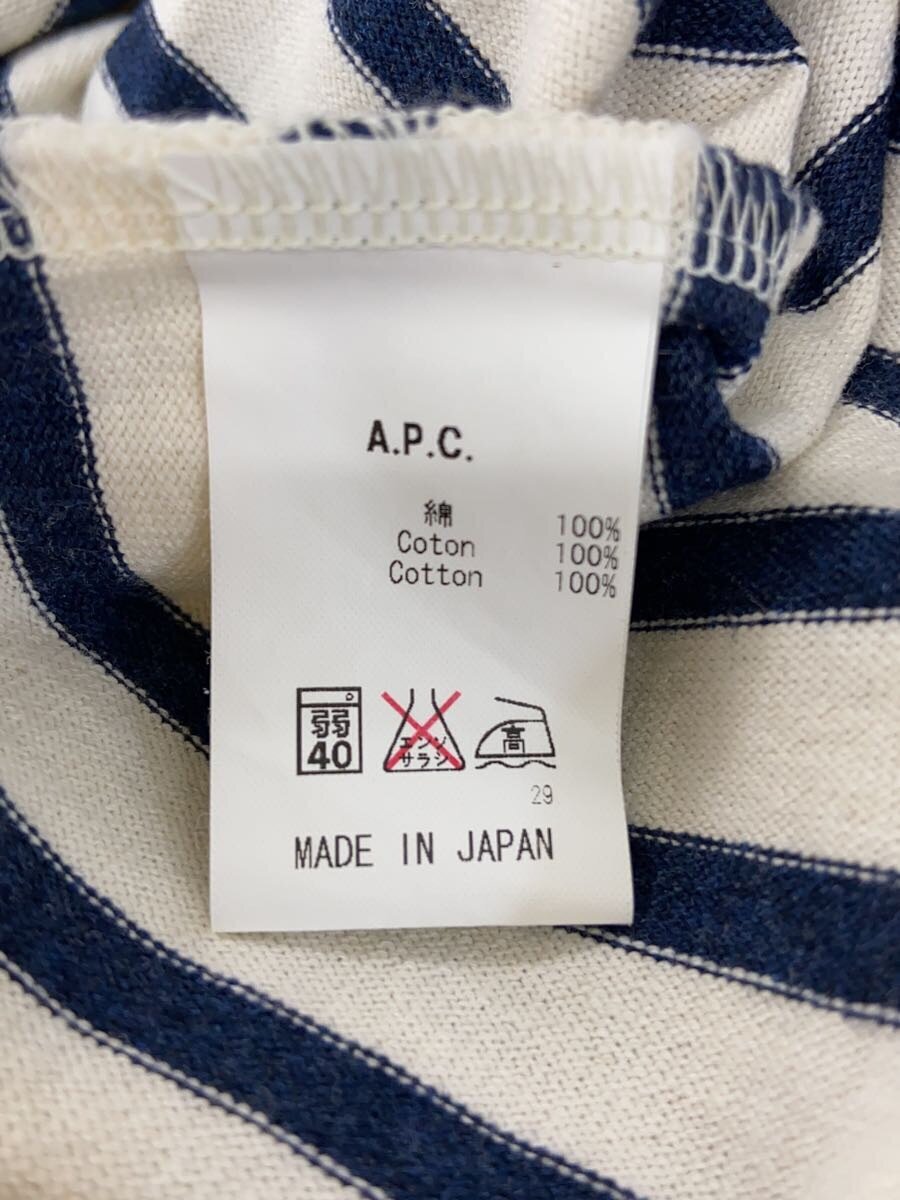 A.P.C.
綿 100%
Coton 100%
Cotton 100%
弱
40
エンソ
サラシ
高
29
MADE IN JAPAN